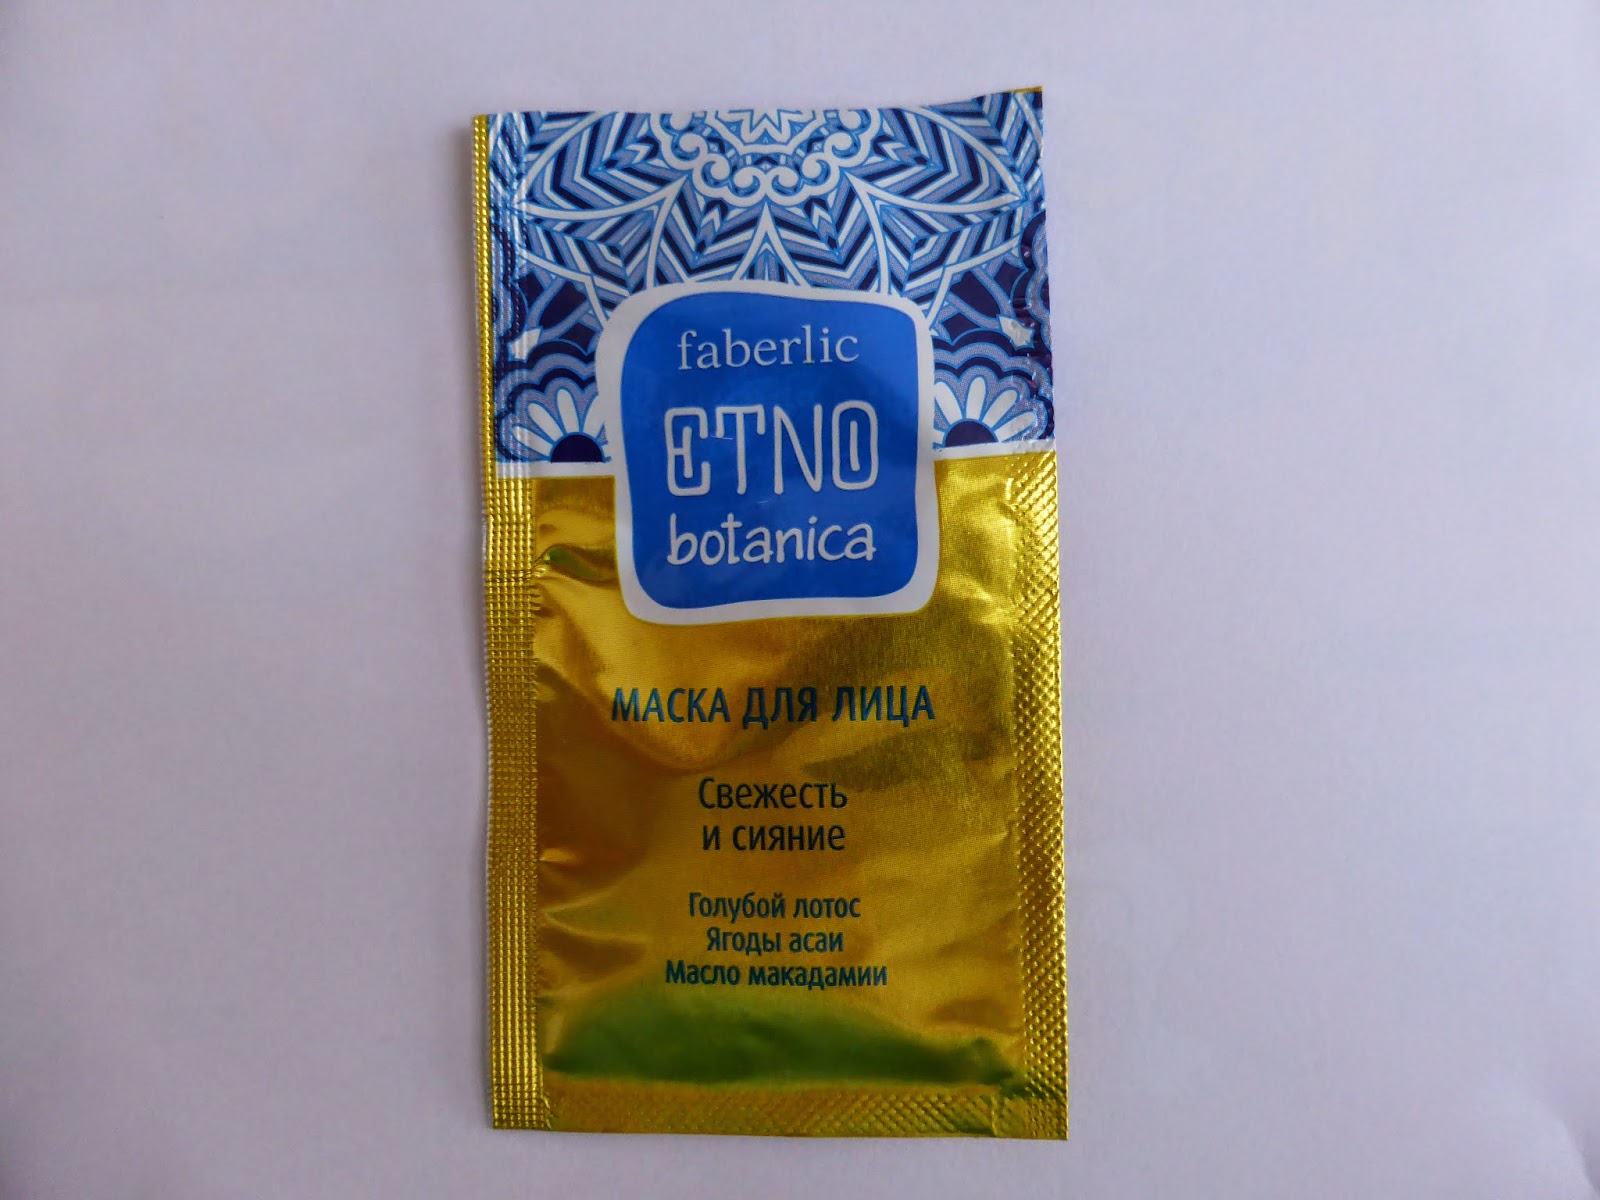 faberlic
ETNO
botanica
МАСКА ДЛЯ ЛИЦА
Свежесть
и сияние
Голубой лотос
Ягоды асаи
Масло макадамии